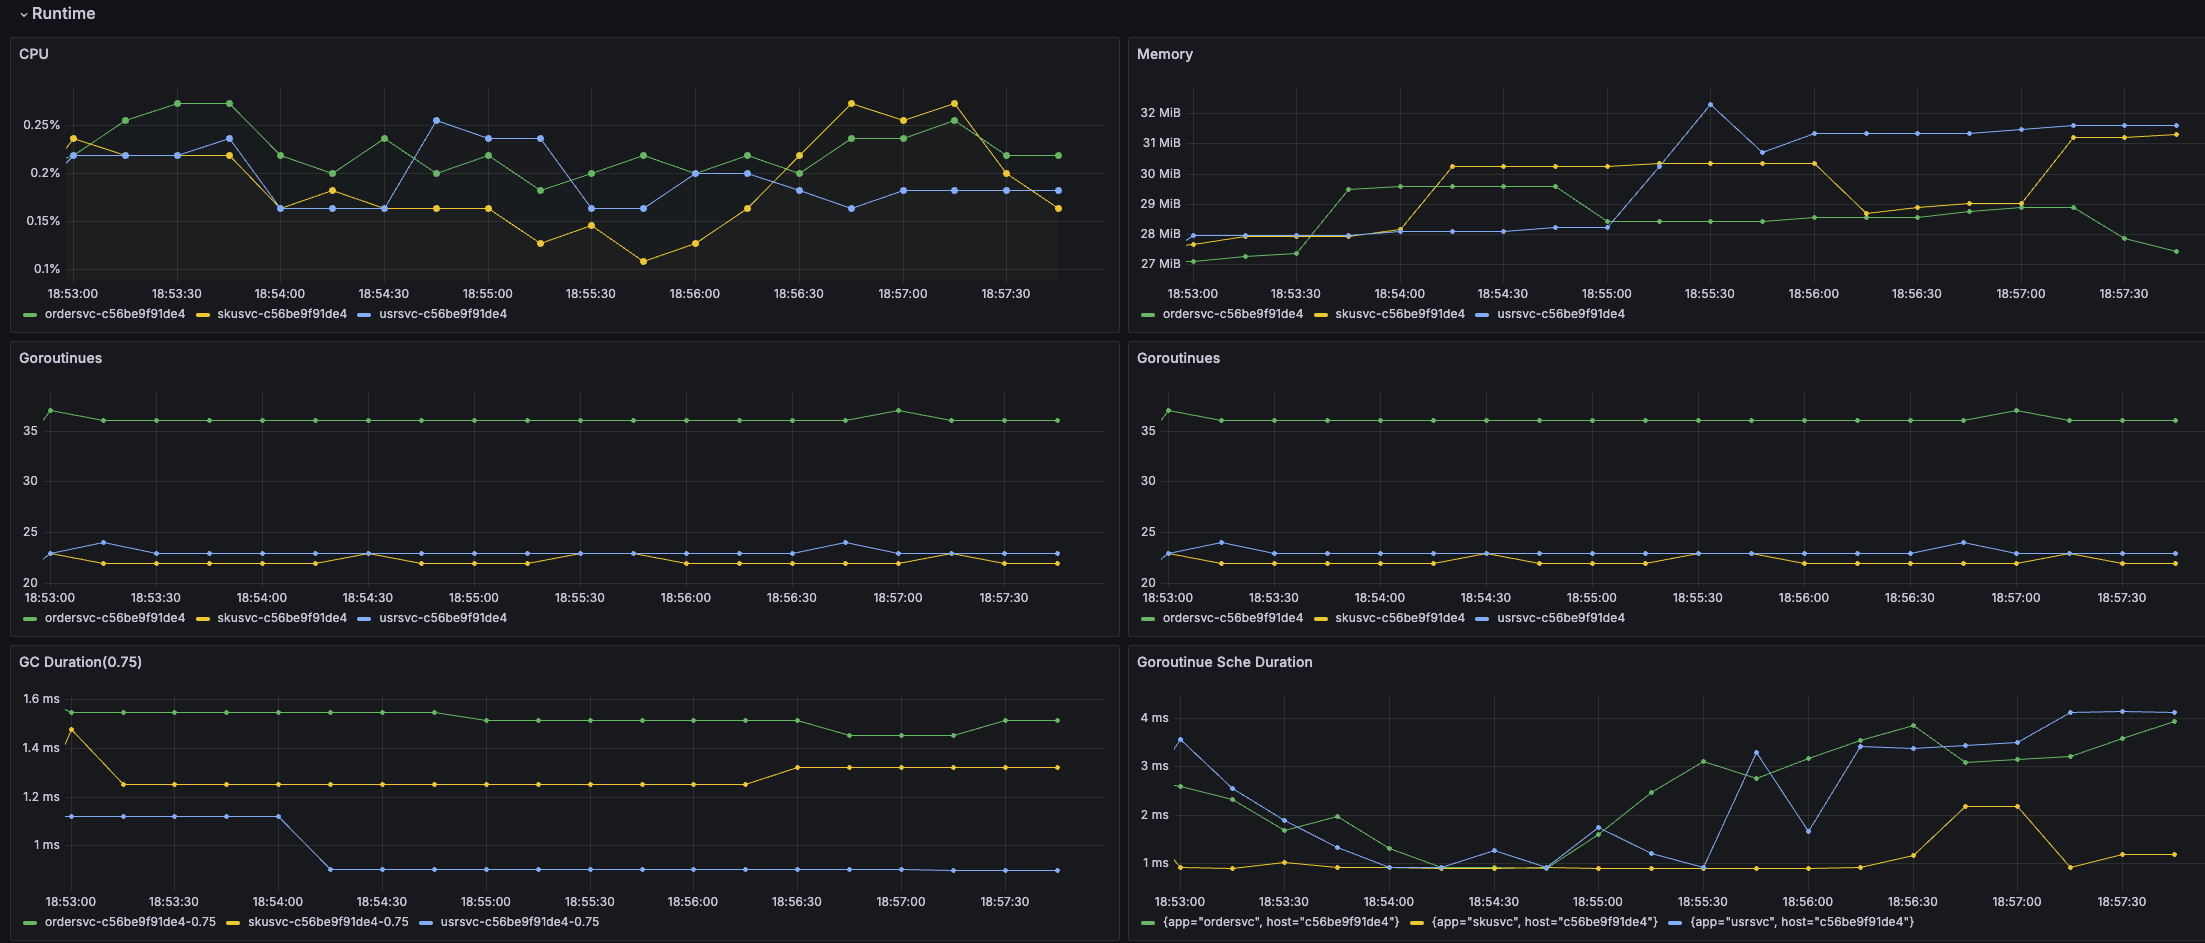 Runtime
CPU
0.25%
0.2%
0.15%
0.1%
18:53:00 18:53:30 18:54:00 18:54:30 18:55:00 18:55:30 18:56:00 18:56:30 18:57:00 18:57:30
ordersvc-c56be9f91de4 skusvc-c56be9f91de4 usrsvc-c56be9f91de4
Memory
32 MiB
31 MiB
30 MiB
29 MiB
28 MiB
27 MiB
18:53:00 18:53:30 18:54:00 18:54:30 18:55:00 18:55:30 18:56:00 18:56:30 18:57:00 18:57:30
ordersvc-c56be9f91de4 skusvc-c56be9f91de4 usrsvc-c56be9f91de4
Goroutinues
35
30
25
20
18:53:00 18:53:30 18:54:00 18:54:30 18:55:00 18:55:30 18:56:00 18:56:30 18:57:00 18:57:30
ordersvc-c56be9f91de4 skusvc-c56be9f91de4 usrsvc-c56be9f91de4
Goroutinues
35
30
25
20
18:53:00 18:53:30 18:54:00 18:54:30 18:55:00 18:55:30 18:56:00 18:56:30 18:57:00 18:57:30
ordersvc-c56be9f91de4 skusvc-c56be9f91de4 usrsvc-c56be9f91de4
GC Duration(0.75)
1.6 ms
1.4 ms
1.2 ms
1 ms
18:53:00 18:53:30 18:54:00 18:54:30 18:55:00 18:55:30 18:56:00 18:56:30 18:57:00 18:57:30
ordersvc-c56be9f91de4-0.75 skusvc-c56be9f91de4-0.75 usrsvc-c56be9f91de4-0.75
Goroutinue Sche Duration
4 ms
3 ms
2 ms
1 ms
18:53:00 18:53:30 18:54:00 18:54:30 18:55:00 18:55:30 18:56:00 18:56:30 18:57:00 18:57:30
{app="ordersvc", host="c56be9f91de4"} {app="skusvc", host="c56be9f91de4"} {app="usrsvc", host="c56be9f91de4"}